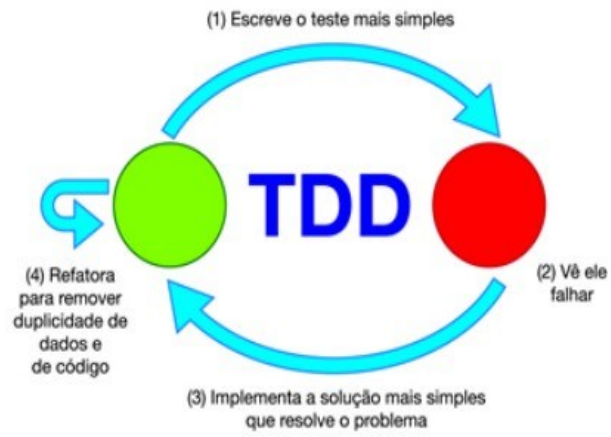 (1) Escreve o teste mais simples
TDD
(2) Vê ele
falhar
(3) Implementa a solução mais simples
que resolve o problema
(4) Refatora
para remover
duplicidade de
dados e
de código